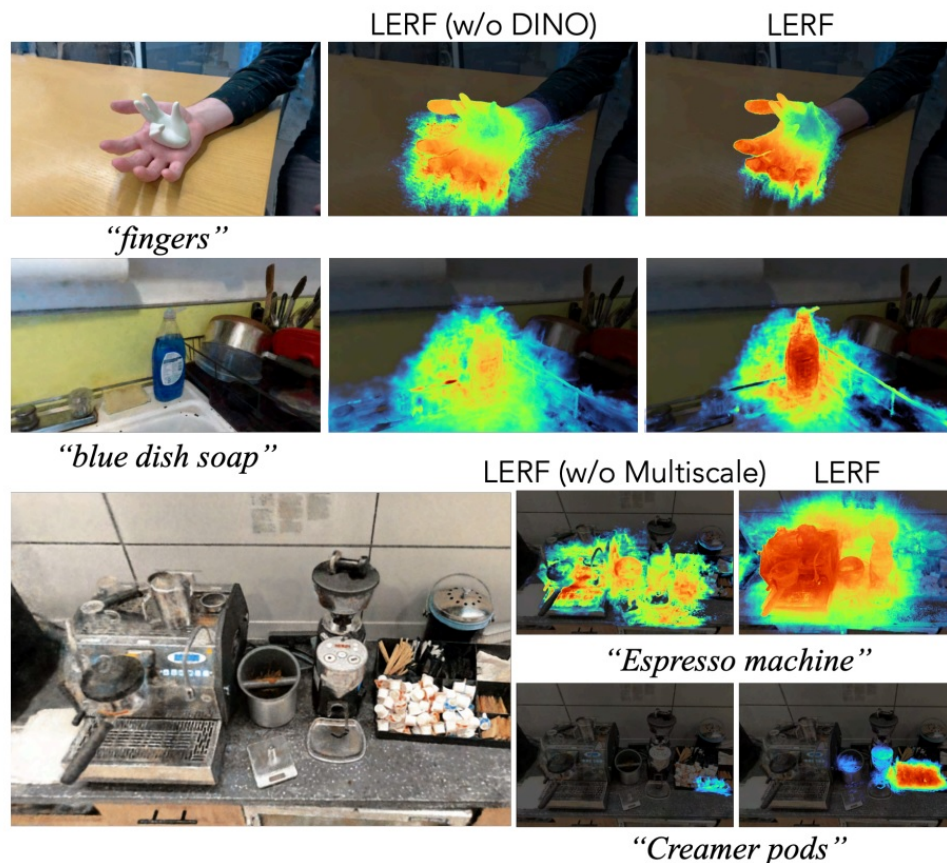 LERF (w/o DINO)
LERF
“fingers”
“blue dish soap”
LERF (w/o Multiscale)
LERF
“Espresso machine”
“Creamer pods”